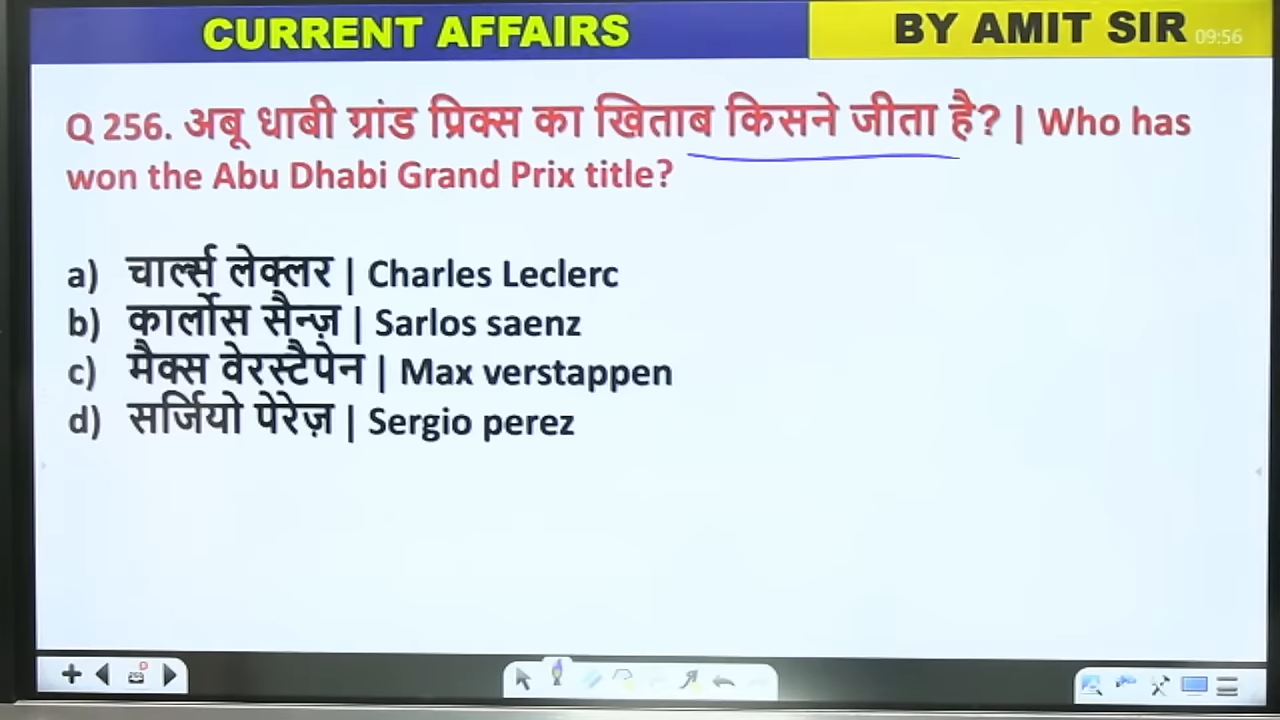 CURRENT AFFAIRS
BY AMIT SIR 09:56
Q 256. अबू धाबी ग्रांड प्रिक्स का खिताब किसने जीता है? | Who has
won the Abu Dhabi Grand Prix title?
a) चार्ल्स लेक्लर | Charles Leclerc
b) कार्लोस सैन्ज़ | Sarlos saenz
c) मैक्स वेरस्टैपेन | Max verstappen
d) सर्जियो पेरेज़ | Sergio perez